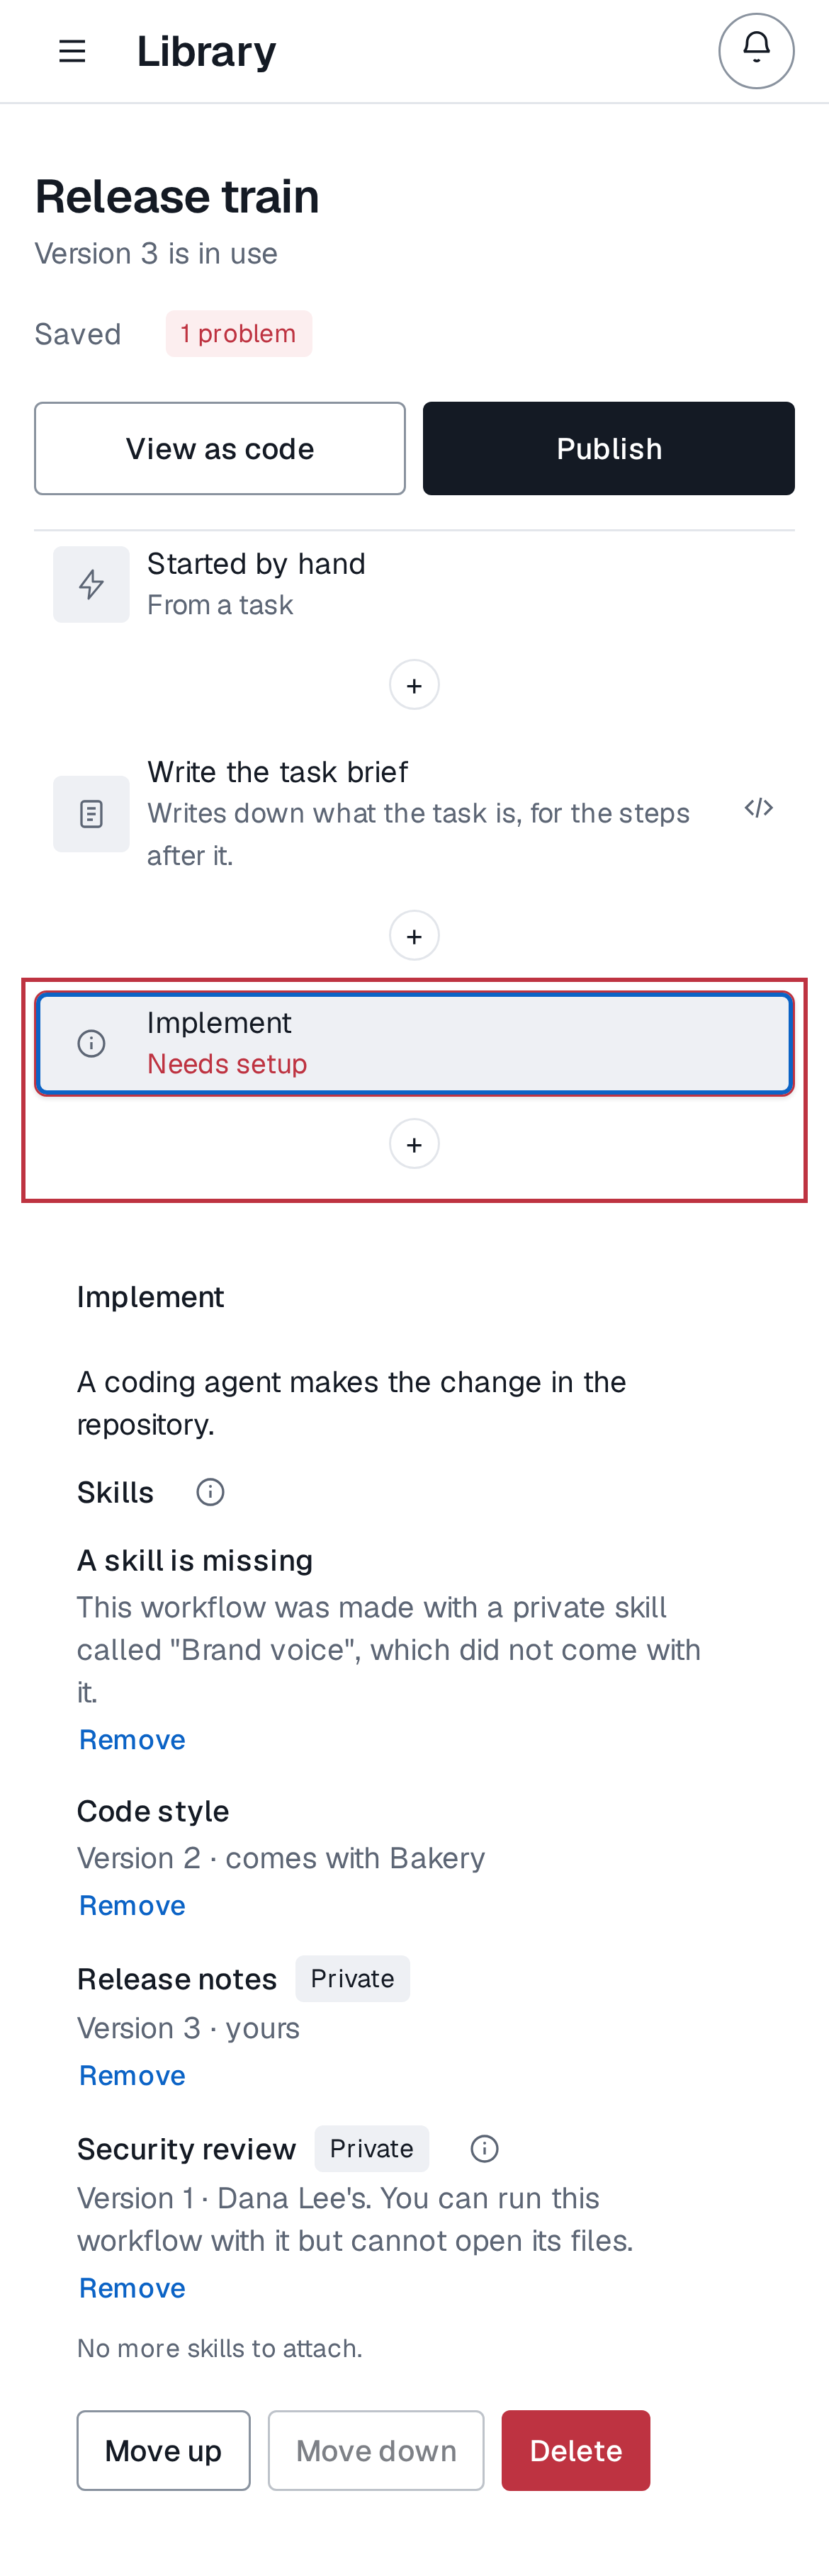 Library
Release train
Version 3 is in use
Saved
1 problem
View as code
Publish
Started by hand
From a task
+
Write the task brief
Writes down what the task is, for the steps
after it.
+
Implement
Needs setup
+
Implement
A coding agent makes the change in the
repository.
Skills
A skill is missing
This workflow was made with a private skill
called "Brand voice", which did not come with
it.
Remove
Code style
Version 2 · comes with Bakery
Remove
Release notes Private
Version 3 · yours
Remove
Security review Private
Version 1 · Dana Lee's. You can run this
workflow with it but cannot open its files.
Remove
No more skills to attach.
Move up
Move down
Delete